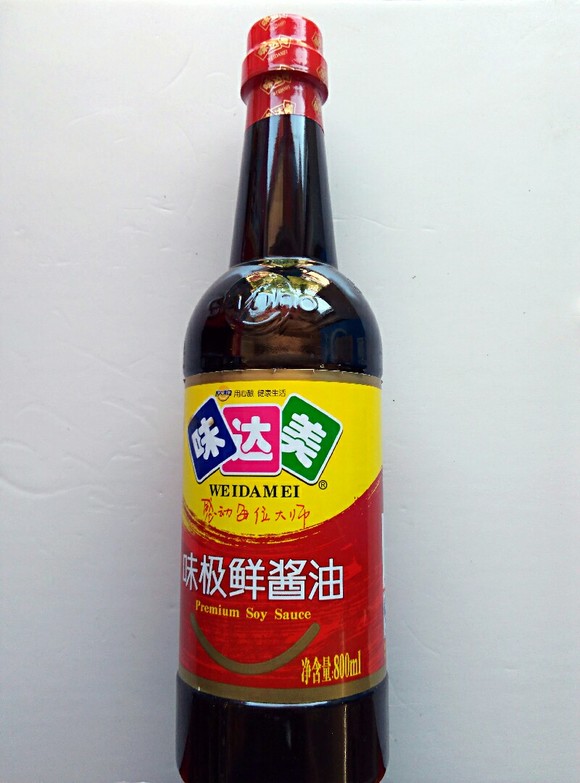 用心酿 健康生活
味达美
WEIDAMEI®
感动每位大师
味极鲜酱油
Premium Soy Sauce
净含量:800ml